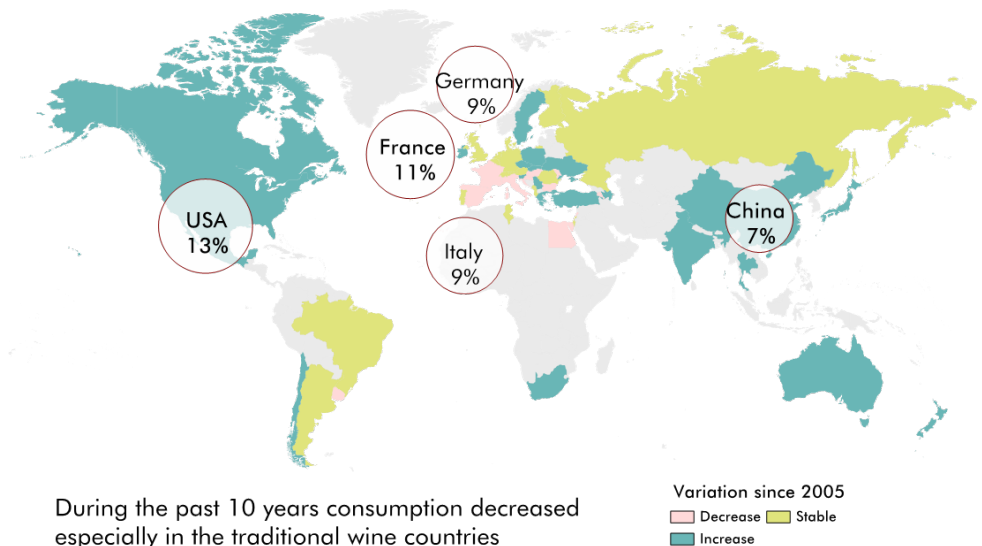 Germany
9%
France
11%
USA
13%
China
7%
Italy
9%
During the past 10 years consumption decreased
especially in the traditional wine countries
Variation since 2005
Decrease Stable
Increase